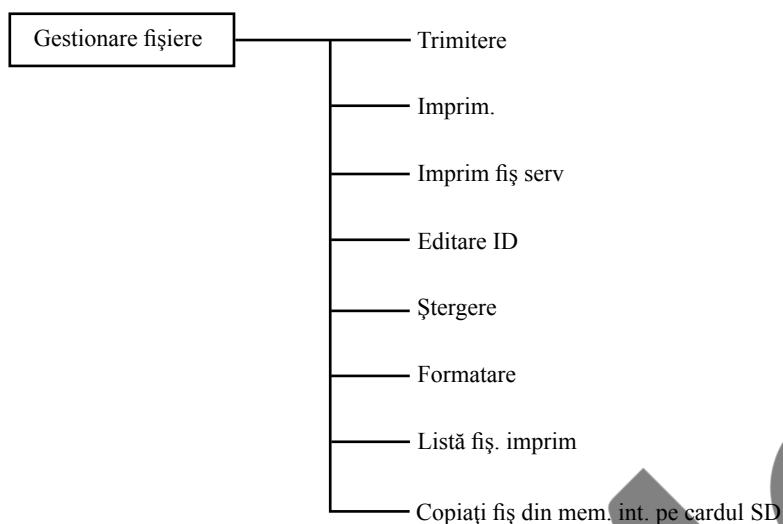 Gestionare fişiere
Trimitere
Imprim.
Imprim fiş serv
Editare ID
Ştergere
Formatare
Listă fiş. imprim
Copiaţi fiş din mem. int. pe cardul SD